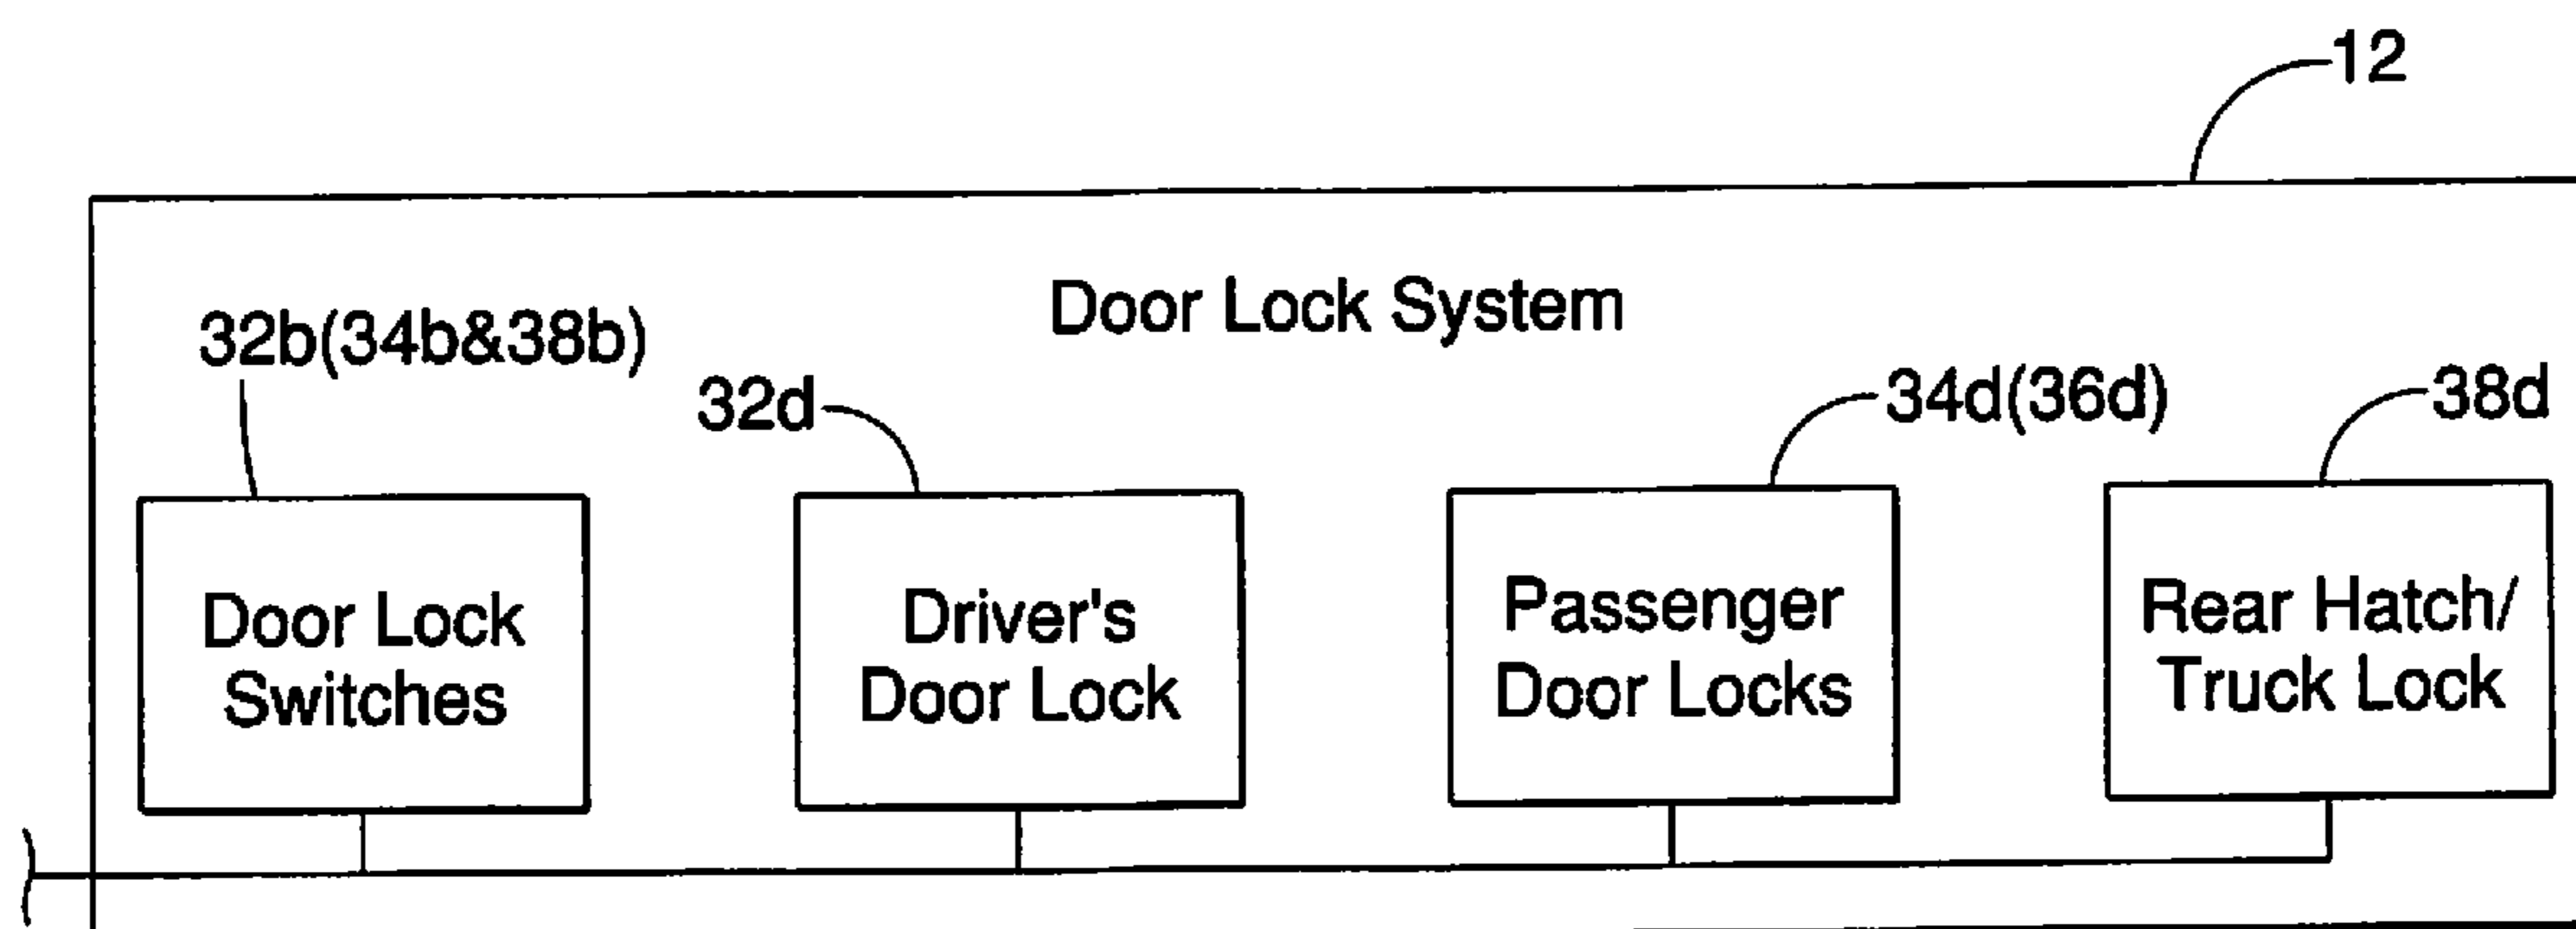 12
Door Lock System
32b(34b&38b)
32d
34d(36d)
38d
Door Lock
Switches
Driver's
Door Lock
Passenger
Door Locks
Rear Hatch/
Truck Lock